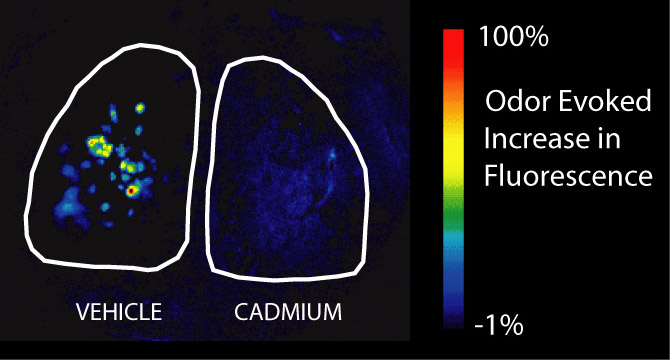 100%
Odor Evoked
Increase in
Fluorescence
-1%
VEHICLE
CADMIUM